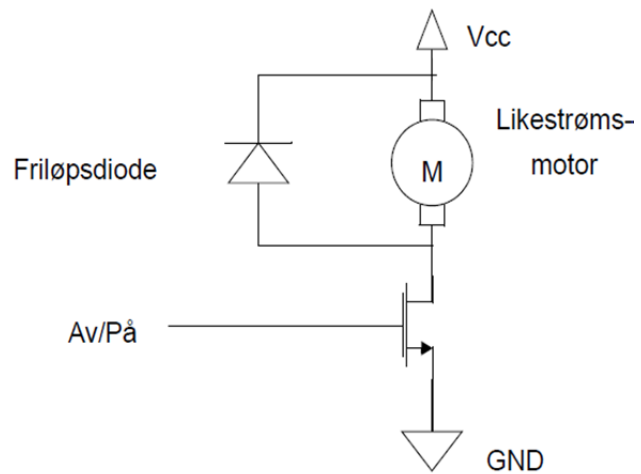 Vcc
Likestrøms-
motor
Friløpsdiode
M
Av/På
GND